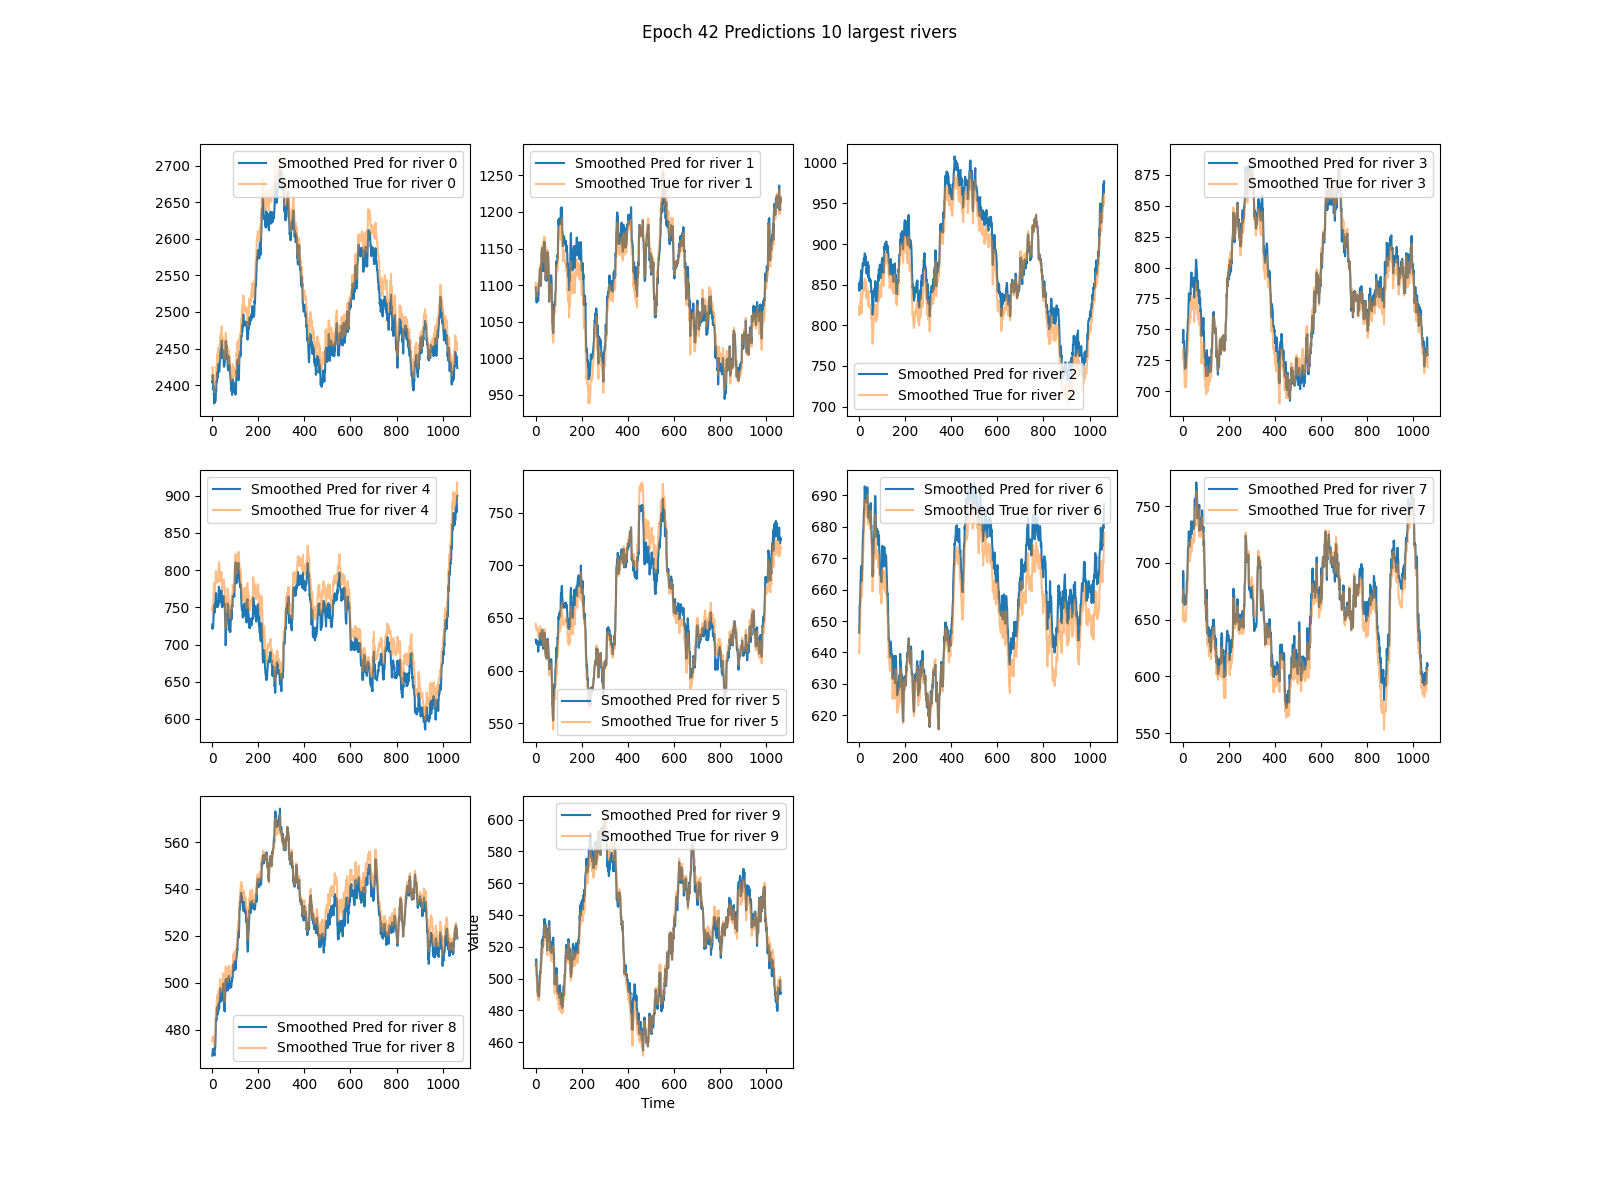 Epoch 42 Predictions 10 largest rivers
2700
2650
2600
2550
2500
2450
2400
0 200 400 600 800 1000
Smoothed Pred for river 0
Smoothed True for river 0
1250
1200
1150
1100
1050
1000
950
0 200 400 600 800 1000
Smoothed Pred for river 1
Smoothed True for river 1
1000
950
900
850
800
750
700
0 200 400 600 800 1000
Smoothed Pred for river 2
Smoothed True for river 2
875
850
825
800
775
750
725
700
0 200 400 600 800 1000
Smoothed Pred for river 3
Smoothed True for river 3
900
850
800
750
700
650
600
0 200 400 600 800 1000
Smoothed Pred for river 4
Smoothed True for river 4
750
700
650
600
550
0 200 400 600 800 1000
Smoothed Pred for river 5
Smoothed True for river 5
690
680
670
660
650
640
630
620
0 200 400 600 800 1000
Smoothed Pred for river 6
Smoothed True for river 6
750
700
650
600
550
0 200 400 600 800 1000
Smoothed Pred for river 7
Smoothed True for river 7
560
540
520
500
480
0 200 400 600 800 1000
Smoothed Pred for river 8
Smoothed True for river 8
Value
600
580
560
540
520
500
480
460
0 200 400 600 800 1000
Smoothed Pred for river 9
Smoothed True for river 9
Time